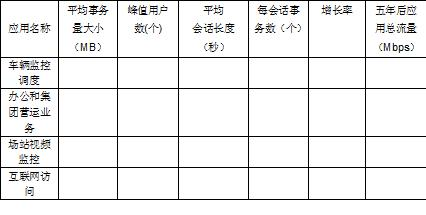 应用名称
平均事务
量大小
（MB）
峰值用户
数(个)
平均
会话长度
（秒）
每会话事
务数（个）
增长率
五年后应
用总流量
（Mbps）
车辆监控
调度
办公和集
团营运业
务
场站视频
监控
互联网访
问